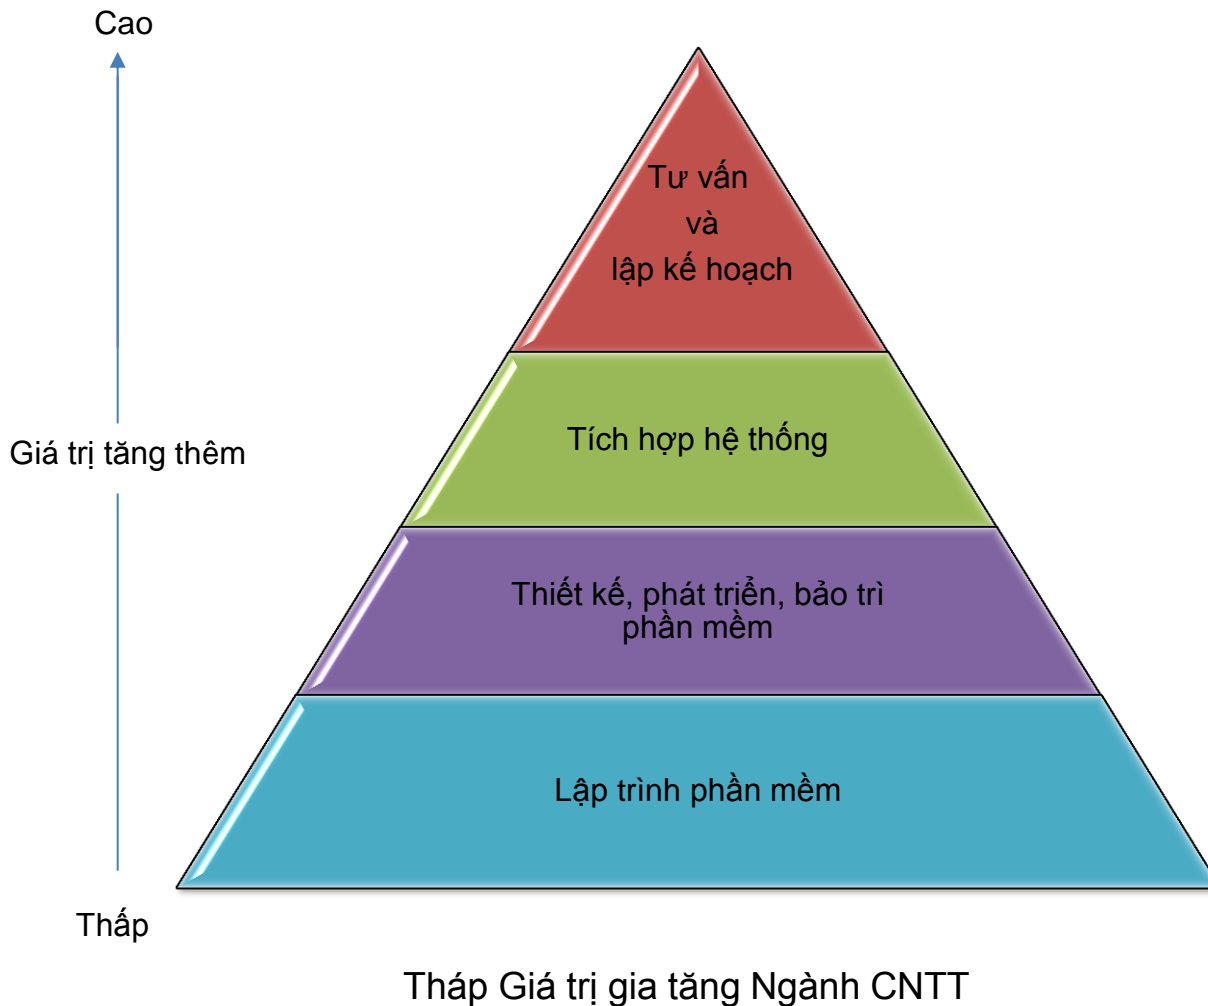 Cao
Tư vấn
và
lập kế hoạch
Tích hợp hệ thống
Giá trị tăng thêm
Thiết kế, phát triển, bảo trì
phần mềm
Lập trình phần mềm
Thấp
Tháp Giá trị gia tăng Ngành CNTT